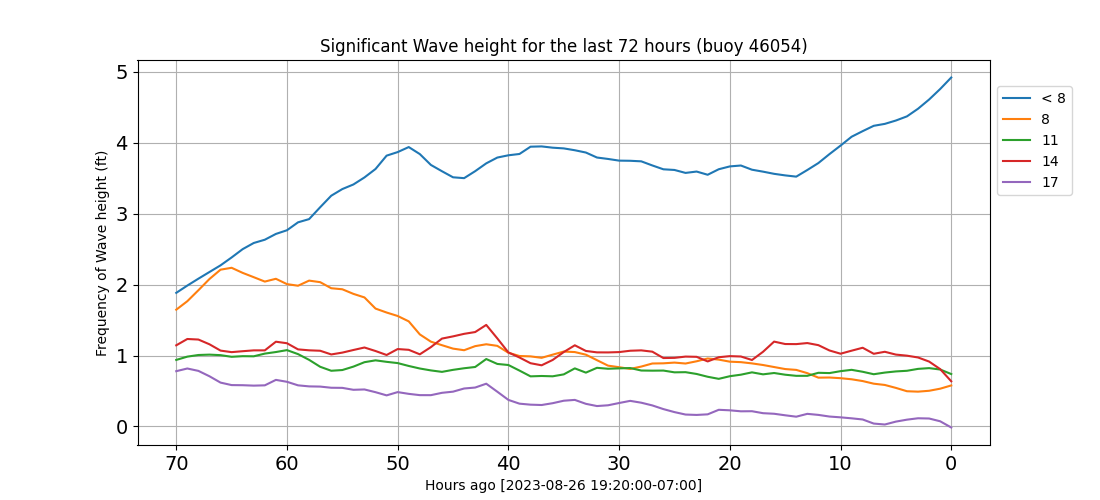 Significant Wave height for the last 72 hours (buoy 46054)
Frequency of Wave height (ft)
5
4
3
2
1
0
70 60 50 40 30 20 10 0
Hours ago [2023-08-26 19:20:00-07:00]
< 8
8
11
14
17